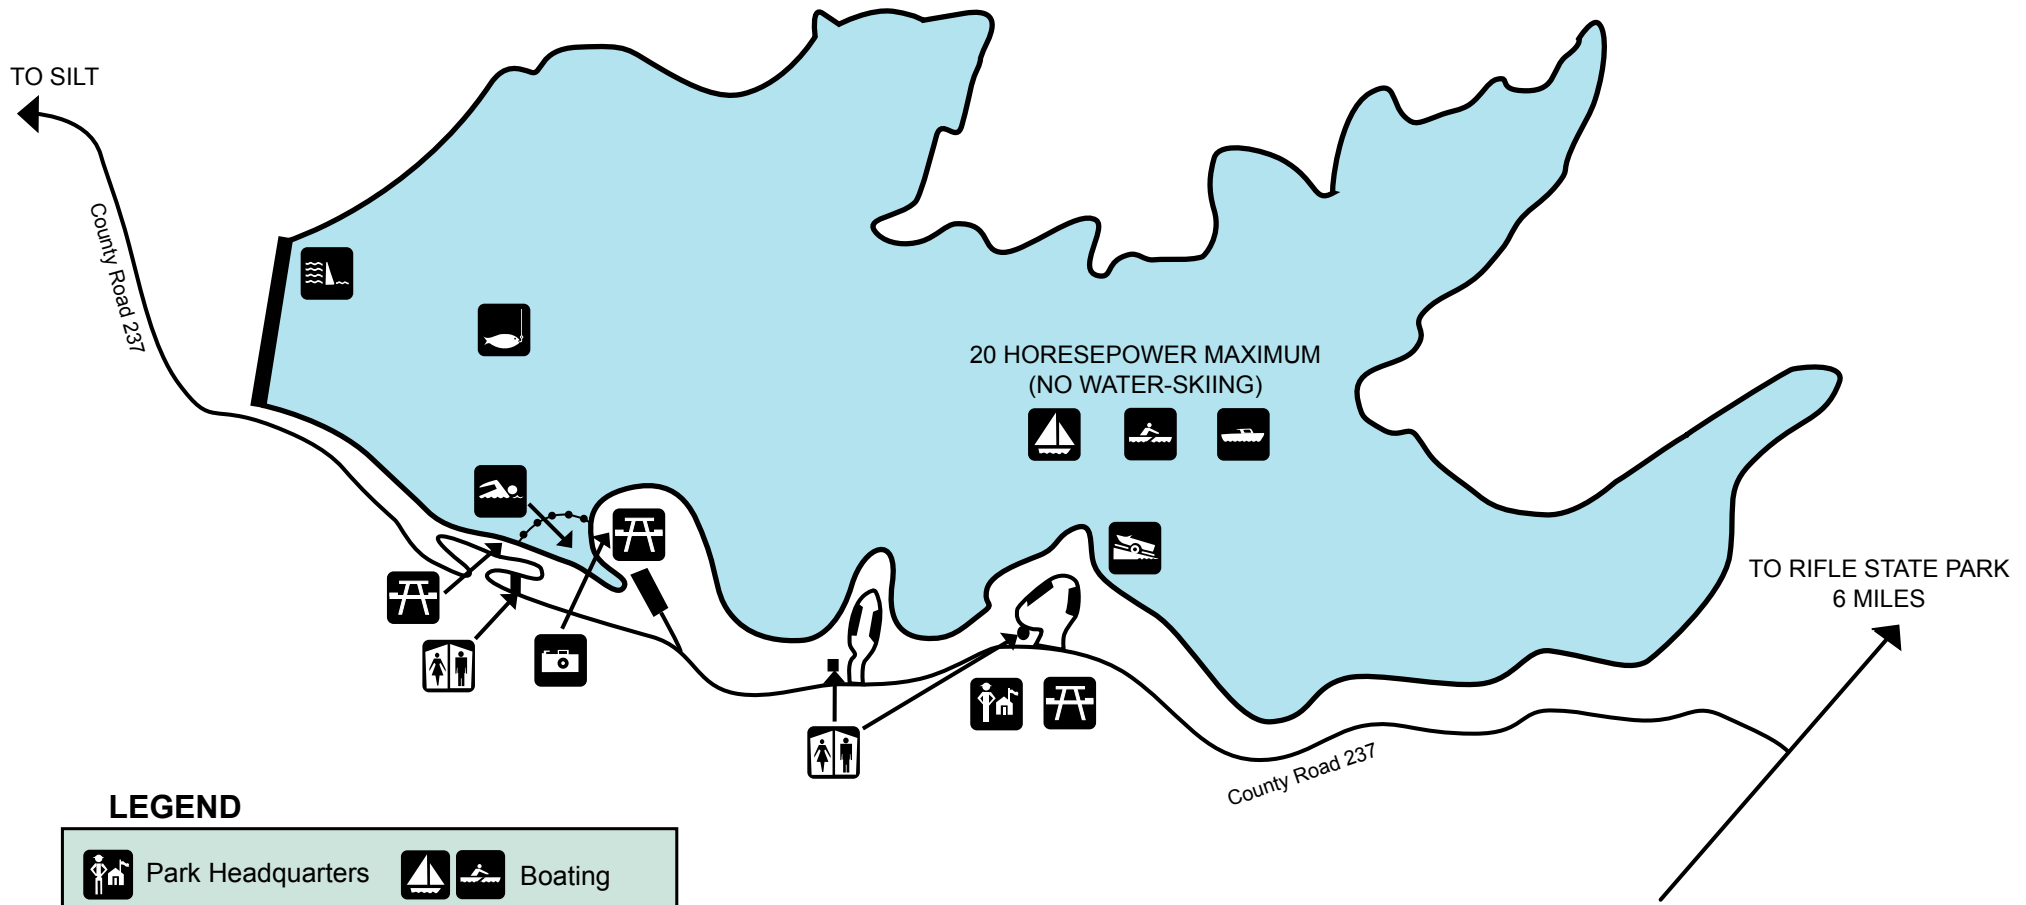 TO SILT
County Road 237
20 HORESEPOWER MAXIMUM
(NO WATER-SKIING)
TO RIFLE STATE PARK
6 MILES
County Road 237
LEGEND
Park Headquarters
Boating